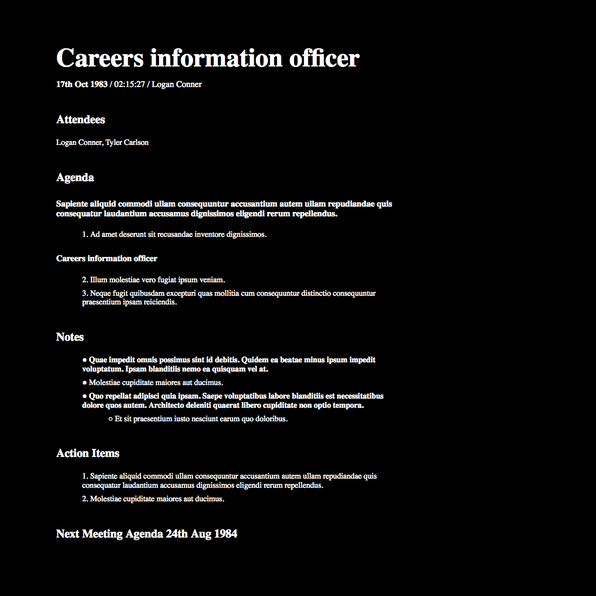 Careers information officer
17th Oct 1983 / 02:15:27 / Logan Conner
Attendees
Logan Conner, Tyler Carlson
Agenda
Sapiente aliquid commodi ullam consequuntur accusantium autem ullam repudiandae quis
consequatur laudantium accusamus dignissimos eligendi rerum repellendus.
1. Ad amet deserunt sit recusandae inventore dignissimos.
Careers information officer
2. Illum molestiae vero fugiat ipsum veniam.
3. Neque fugit quibusdam excepturi quas mollitia cum consequuntur distinctio consequuntur
praesentium ipsam reiciendis.
Notes
● Quae impedit omnis possimus sint id debitis. Quidem ea beatae minus ipsum impedit
voluptatum. Ipsam blanditiis nemo ea quisquam vel at.
● Molestiae cupiditate maiores aut ducimus.
● Quo repellat adipisci quia ipsam. Saepe voluptatibus labore blanditiis est necessitatibus
dolore quos autem. Architecto deleniti quaerat libero cupiditate non optio tempora.
○ Et sit praesentium iusto nesciunt earum quo doloribus.
Action Items
1. Sapiente aliquid commodi ullam consequuntur accusantium autem ullam repudiandae quis
consequatur laudantium accusamus dignissimos eligendi rerum repellendus.
2. Molestiae cupiditate maiores aut ducimus.
Next Meeting Agenda 24th Aug 1984